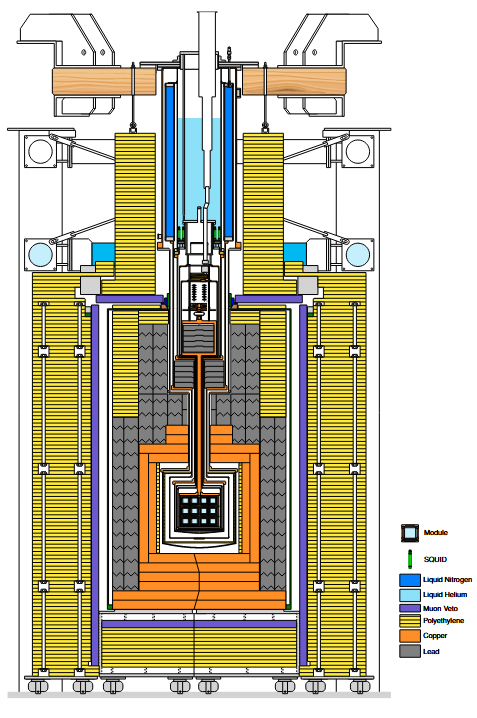 Module
SQUID
Liquid Nitrogen
Liquid Helium
Muon Veto
Polyethylene
Copper
Lead